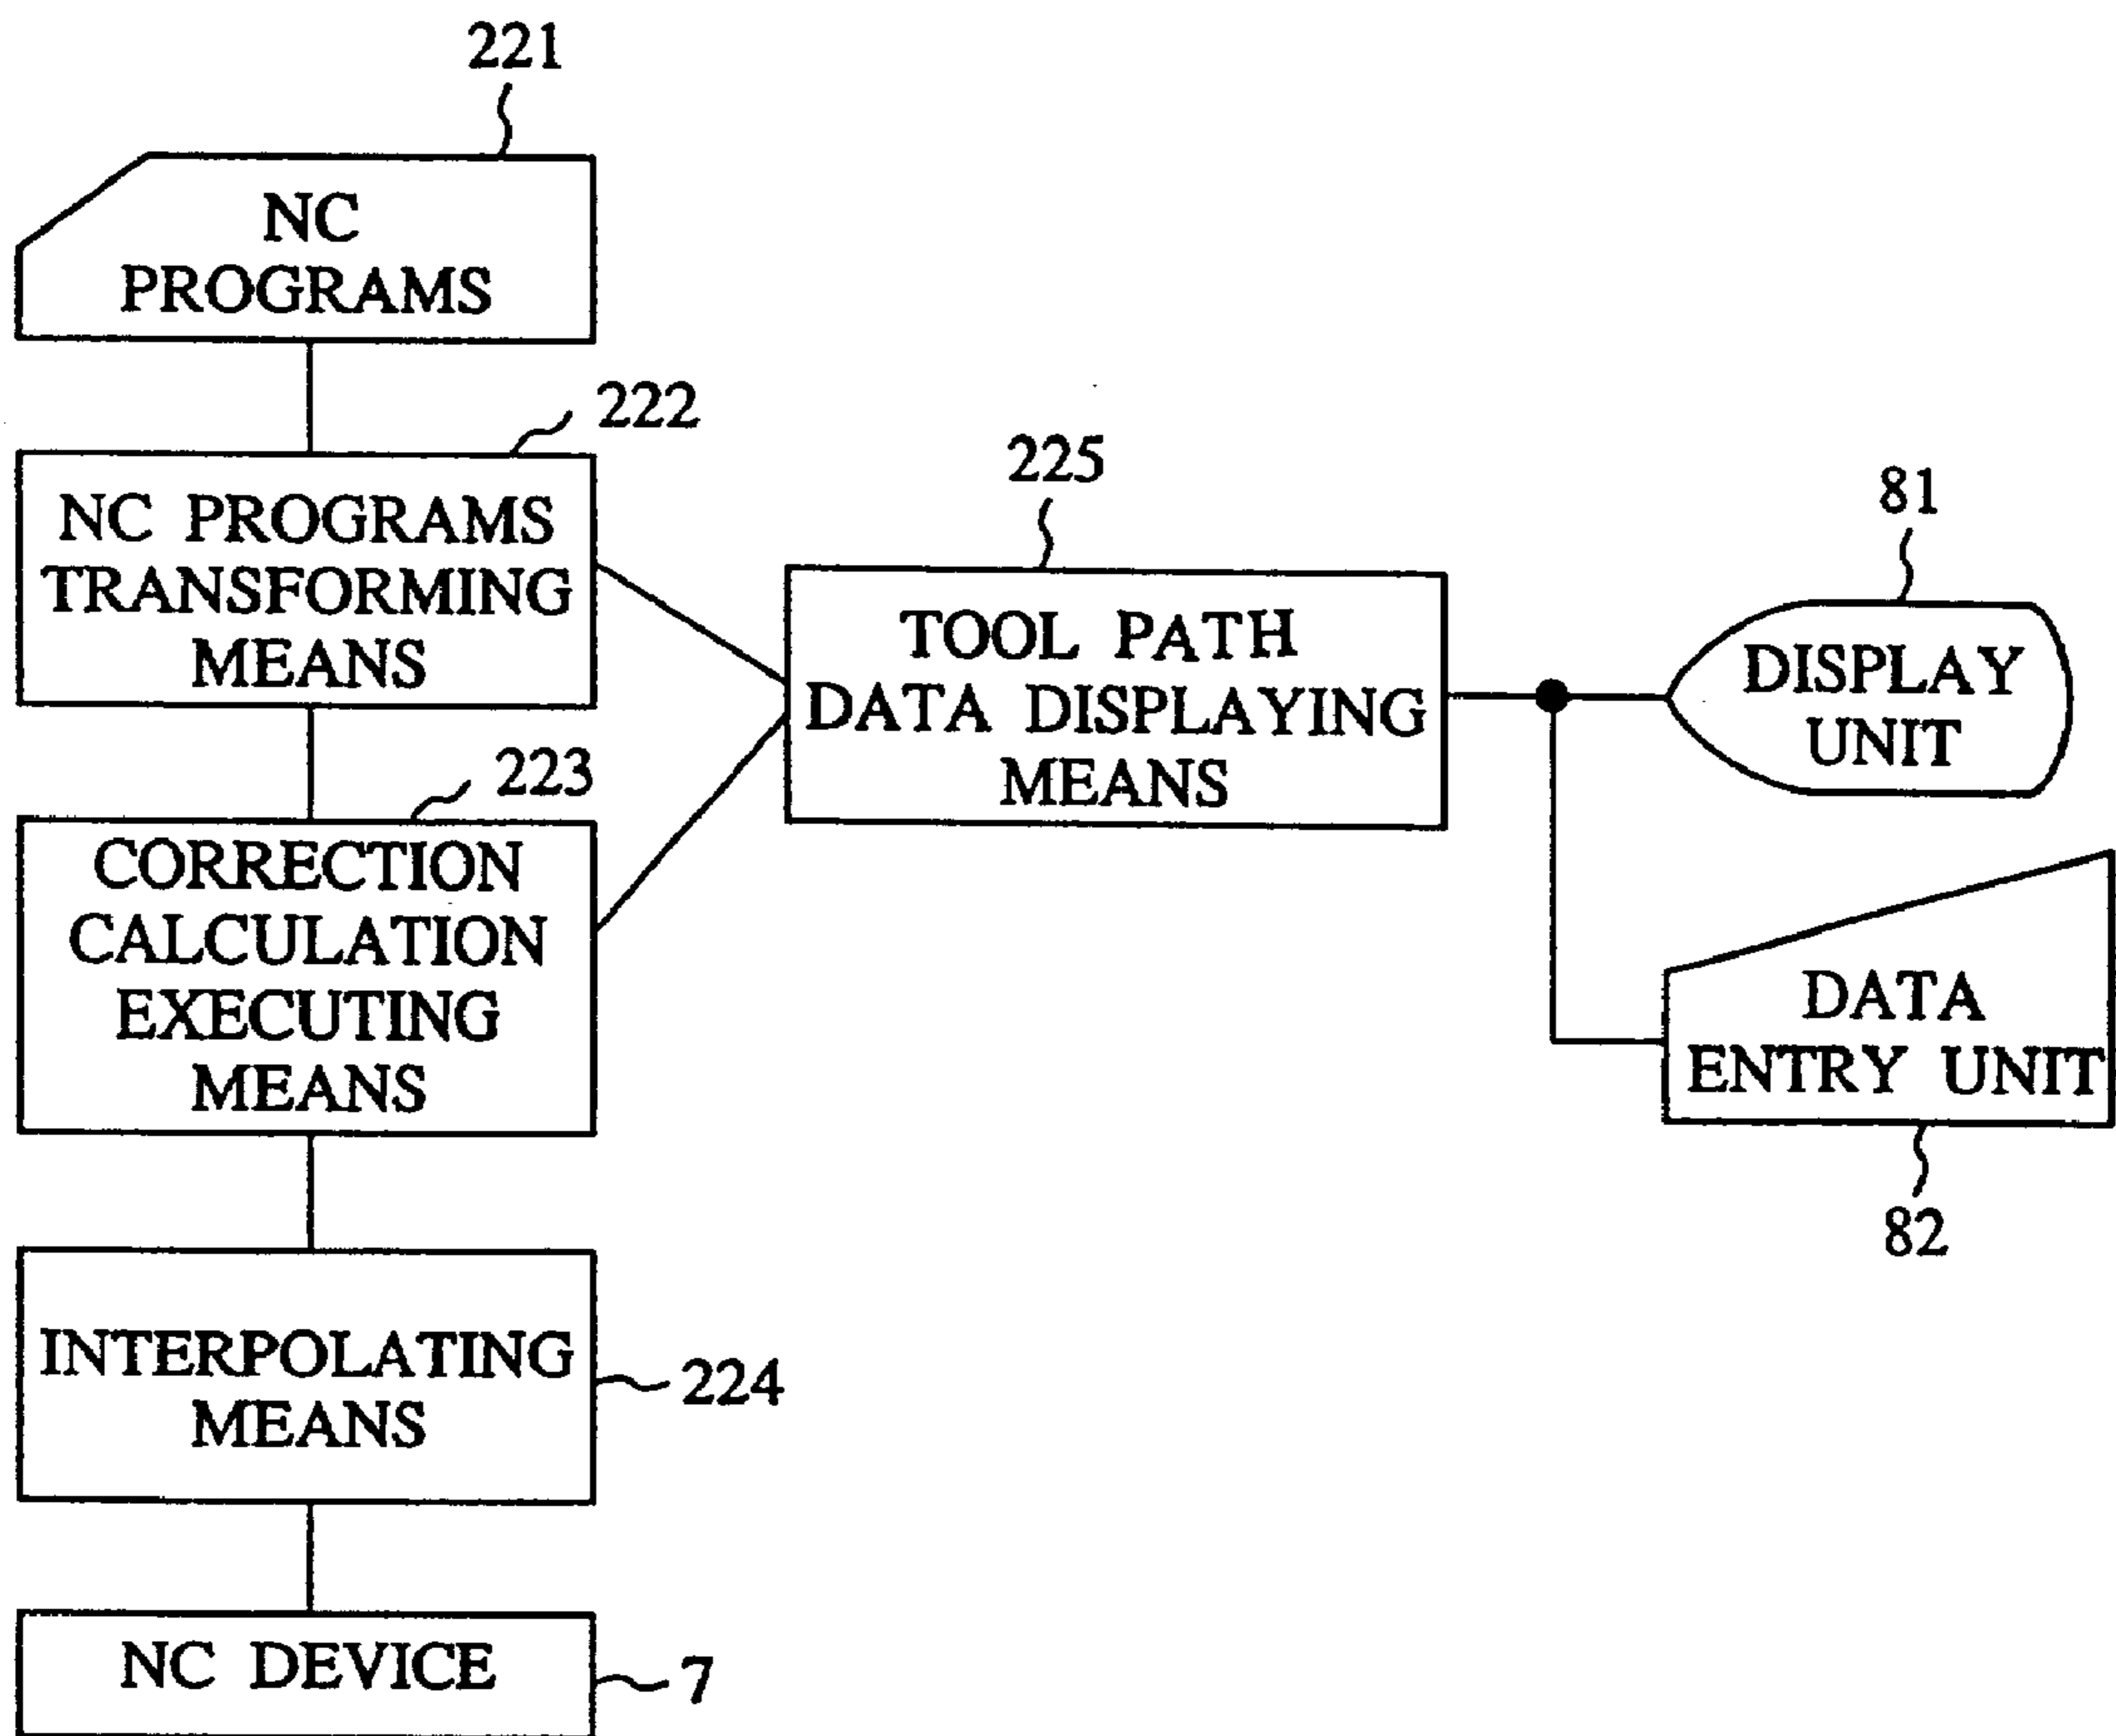 221
NC
PROGRAMS
222
NC PROGRAMS
TRANSFORMING
MEANS
223
CORRECTION
CALCULATION
EXECUTING
MEANS
INTERPOLATING
MEANS
224
NC DEVICE
7
225
TOOL PATH
DATA DISPLAYING
MEANS
81
DISPLAY
UNIT
DATA
ENTRY UNIT
82